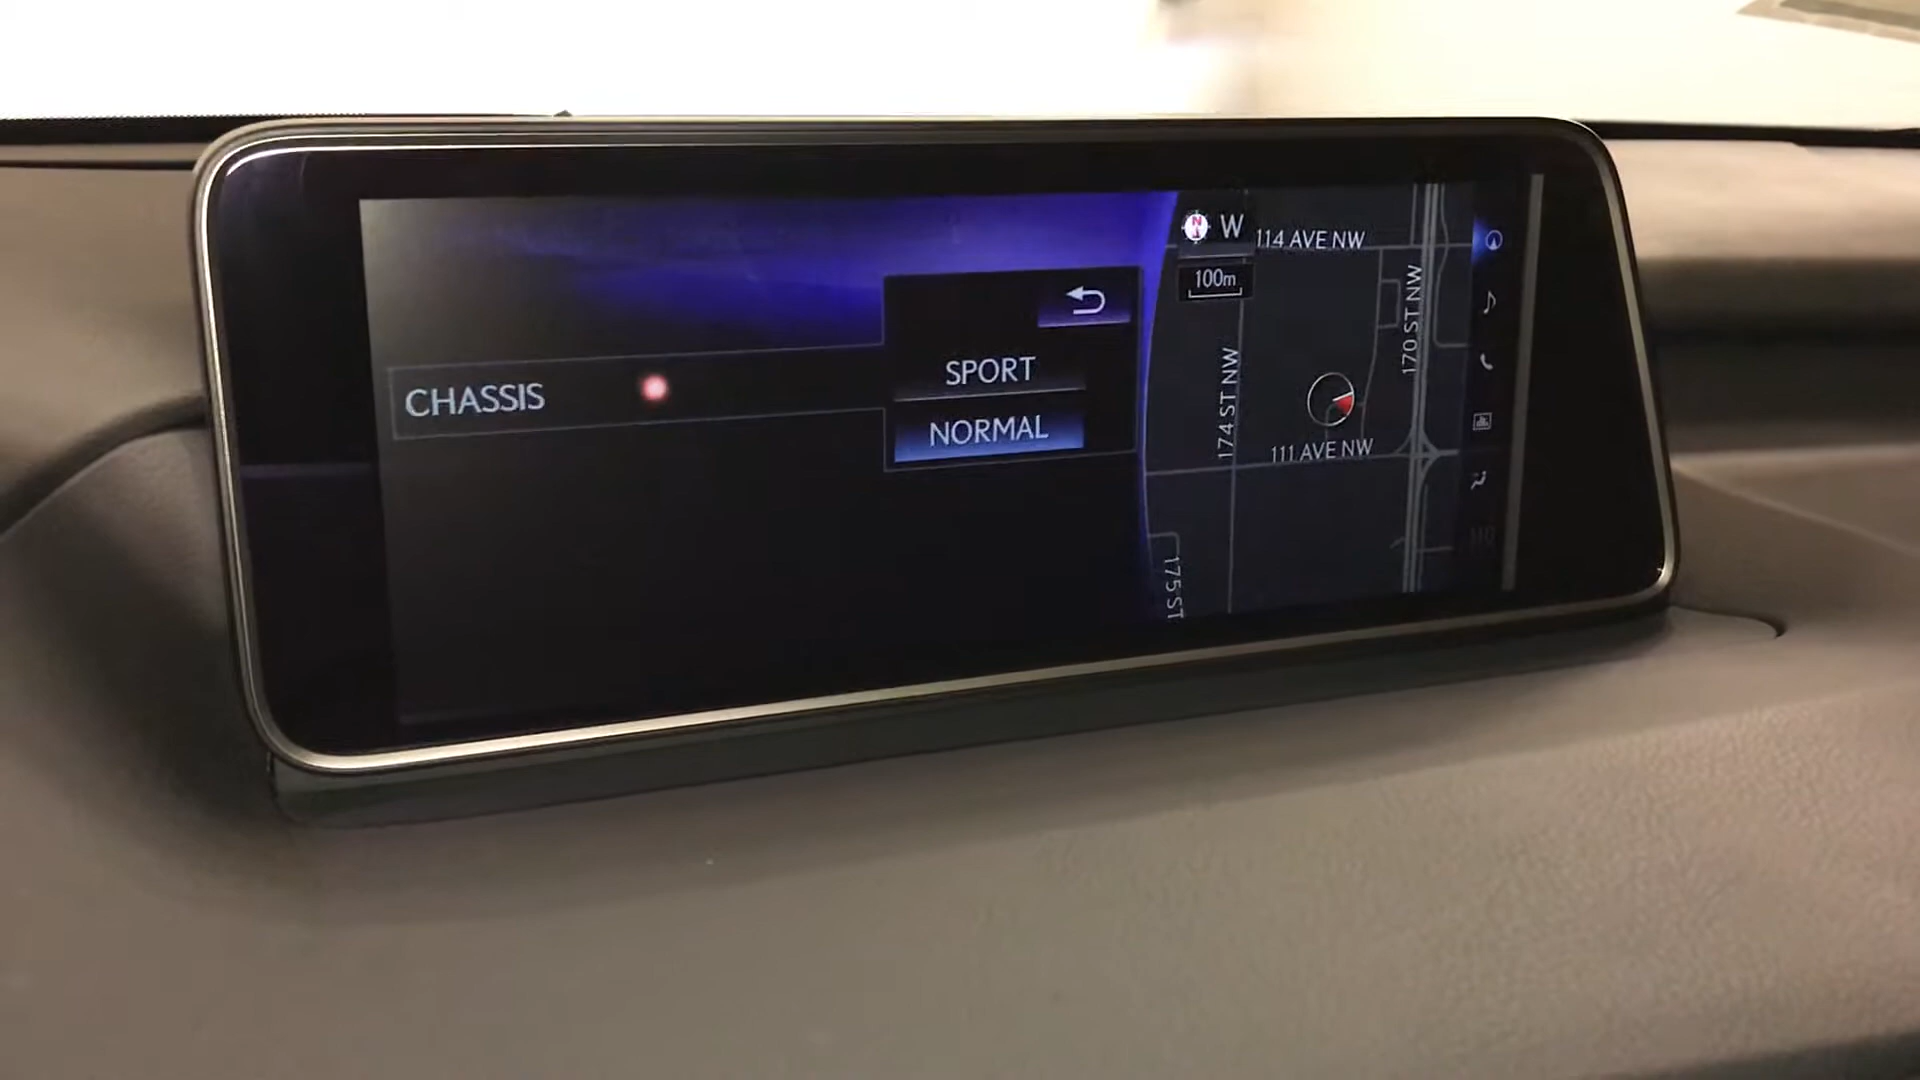 CHASSIS
SPORT
NORMAL
N W
100m
114 AVE NW
174 ST NW
170 ST NW
111 AVE NW
175 ST